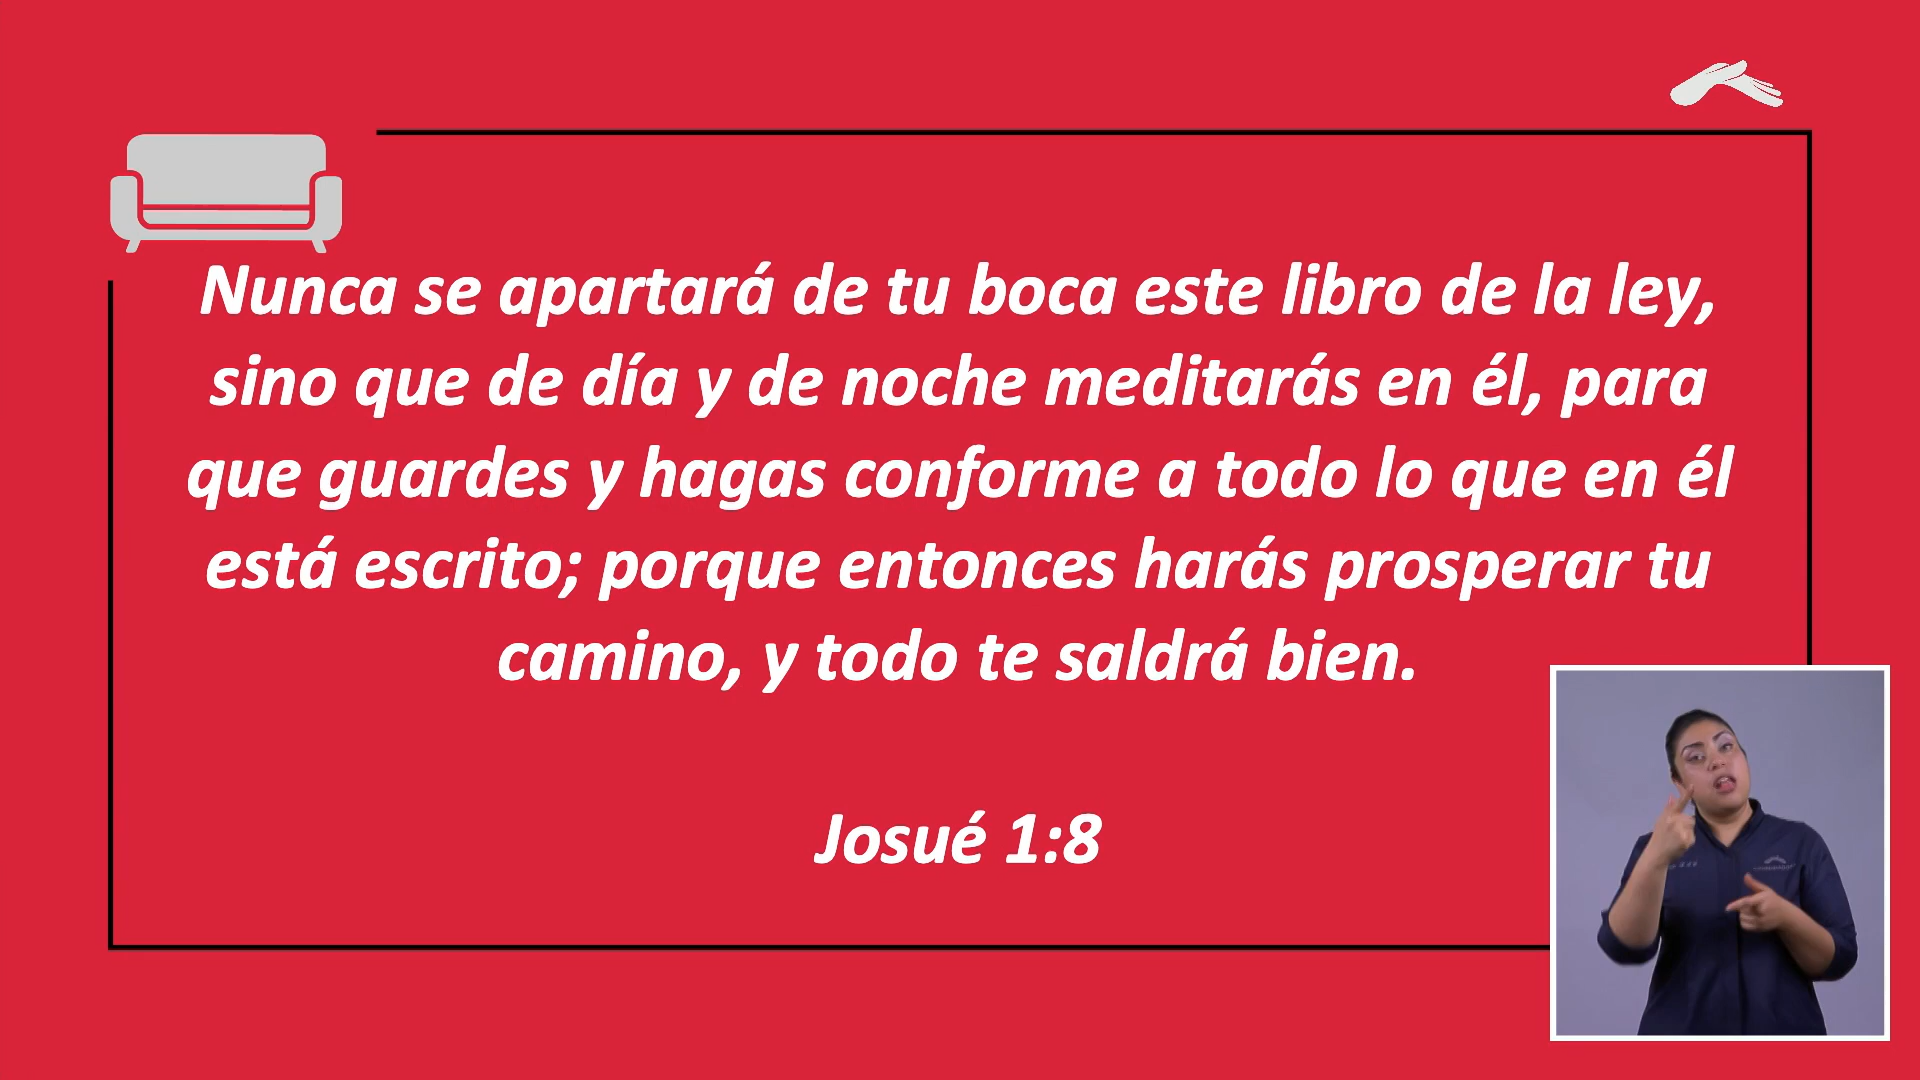 Nunca se apartará de tu boca este libro de la ley,
sino que de día y de noche meditarás en él, para
que guardes y hagas conforme a todo lo que en él
está escrito; porque entonces harás prosperar tu
camino, y todo te saldrá bien.
Josué 1:8